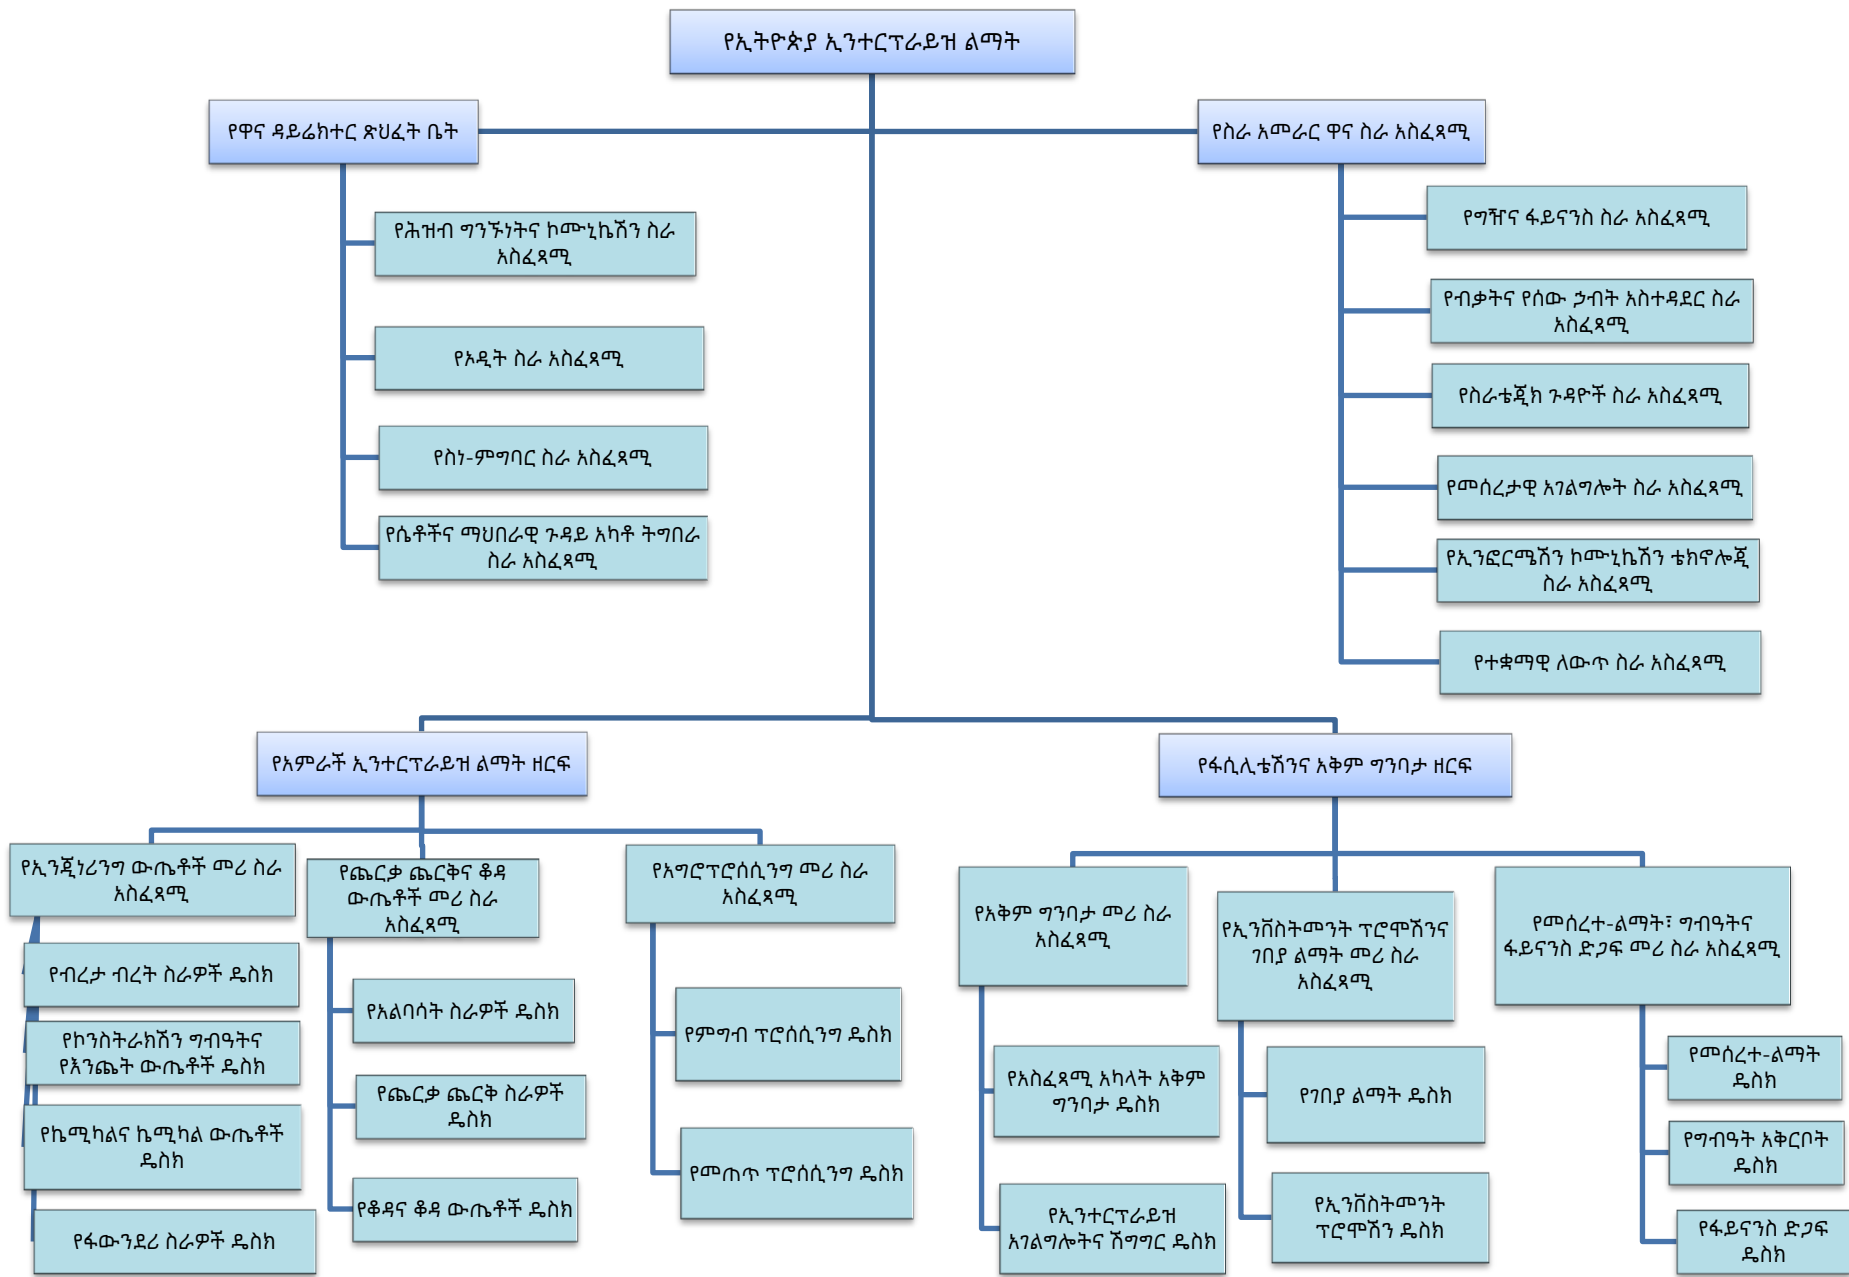 የኢትዮጵያ ኢንተርፕራይዝ ልማት
የዋና ዳይሬክተር ጽህፈት ቤት
የስራ አመራር ዋና ስራ አስፈጻሚ
የሕዝብ ግንኙነትና ኮሙኒኬሽን ስራ
አስፈጻሚ
የኦዲት ስራ አስፈጻሚ
የስነ-ምግባር ስራ አስፈጻሚ
የሴቶችና ማህበራዊ ጉዳይ አካቶ ትግበራ
ስራ አስፈጻሚ
የግዥና ፋይናንስ ስራ አስፈጻሚ
የብቃትና የሰው ኃብት አስተዳደር ስራ
አስፈጻሚ
የስራቴጂክ ጉዳዮች ስራ አስፈጻሚ
የመሰረታዊ አገልግሎት ስራ አስፈጻሚ
የኢንፎርሜሽን ኮሙኒኬሽን ቴክኖሎጂ
ስራ አስፈጻሚ
የተቋማዊ ለውጥ ስራ አስፈጻሚ
የአምራች ኢንተርፕራይዝ ልማት ዘርፍ
የፋሲሊቴሽንና አቅም ግንባታ ዘርፍ
የኢንጂነሪንግ ውጤቶች መሪ ስራ
አስፈጻሚ
የብረታ ብረት ስራዎች ዴስክ
የኮንስትራክሽን ግብዓትና
የእንጨት ውጤቶች ዴስክ
የኬሚካልና ኬሚካል ውጤቶች
ዴስክ
የፋውንደሪ ስራዎች ዴስክ
የጨርቃ ጨርቅና ቆዳ
ውጤቶች መሪ ስራ
አስፈጻሚ
የአልባሳት ስራዎች ዴስክ
የጨርቃ ጨርቅ ስራዎች
ዴስክ
የቆዳና ቆዳ ውጤቶች ዴስክ
የአግሮፕሮሰሲንግ መሪ ስራ
አስፈጻሚ
የምግብ ፕሮሰሲንግ ዴስክ
የመጠጥ ፕሮሰሲንግ ዴስክ
የአቅም ግንባታ መሪ ስራ
አስፈጻሚ
የአስፈጻሚ አካላት አቅም
ግንባታ ዴስክ
የኢንተርፕራይዝ
አገልግሎትና ሽግግር ዴስክ
የኢንቨስትመንት ፕሮሞሽንና
ገበያ ልማት መሪ ስራ
አስፈጻሚ
የገበያ ልማት ዴስክ
የኢንቨስትመንት
ፕሮሞሽን ዴስክ
የመሰረተ-ልማት፣ ግብዓትና
ፋይናንስ ድጋፍ መሪ ስራ አስፈጻሚ
የመሰረተ-ልማት
ዴስክ
የግብዓት አቅርቦት
ዴስክ
የፋይናንስ ድጋፍ
ዴስክ